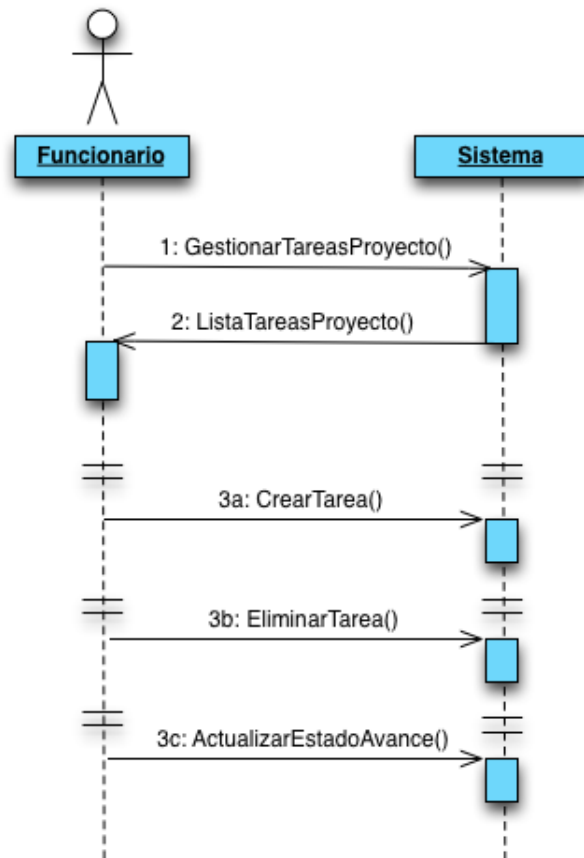 Funcionario
Sistema
1: GestionarTareasProyecto()
2: ListaTareasProyecto()
3a: CrearTarea()
3b: EliminarTarea()
3c: ActualizarEstadoAvance()